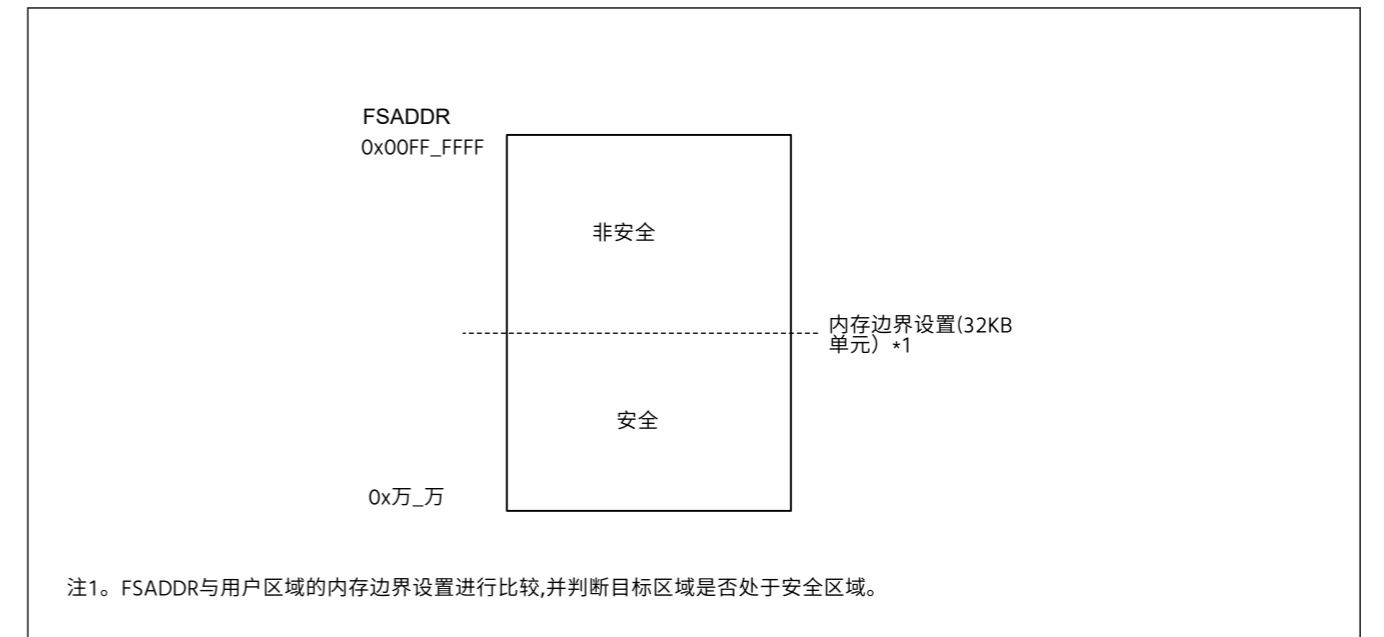 FSADDR
0x00FF_FFFF
非安全
内存边界设置(32KB
单元）*1
安全
0x万_万
注1。FSADDR与用户区域的内存边界设置进行比较,并判断目标区域是否处于安全区域。